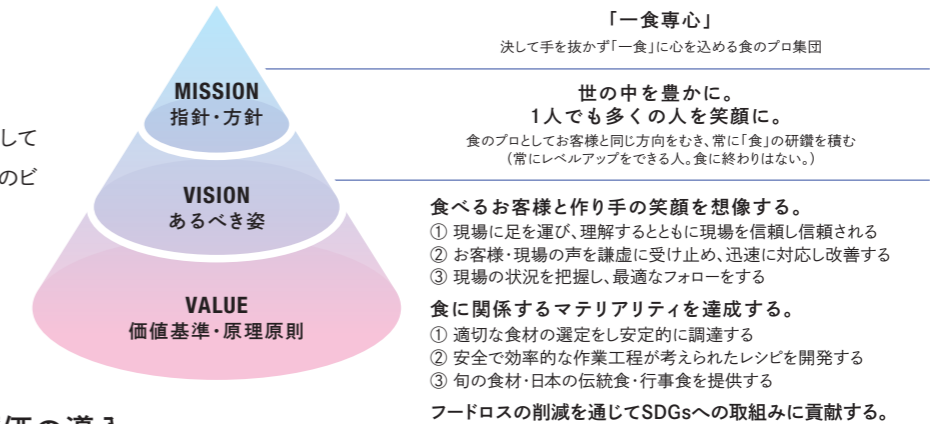 して
のビ
MISSION
指針・方針
VISION
あるべき姿
VALUE
価値基準・原理原則
「一食専心」
決して手を抜かず「一食」に心を込める食のプロ集団
世の中を豊かに。
1人でも多くの人を笑顔に。
食のプロとしてお客様と同じ方向をむき、常に「食」の研鑽を積む
(常にレベルアップをできる人。食に終わりはない。)
食べるお客様と作り手の笑顔を想像する。
① 現場に足を運び、理解するとともに現場を信頼し信頼される
② お客様・現場の声を謙虚に受け止め、迅速に対応し改善する
③ 現場の状況を把握し、最適なフォローをする
食に関係するマテリアリティを達成する。
① 適切な食材の選定をし安定的に調達する
② 安全で効率的な作業工程が考えられたレシピを開発する
③ 旬の食材・日本の伝統食・行事食を提供する
フードロスの削減を通じてSDGsへの取組みに貢献する。
価の導入